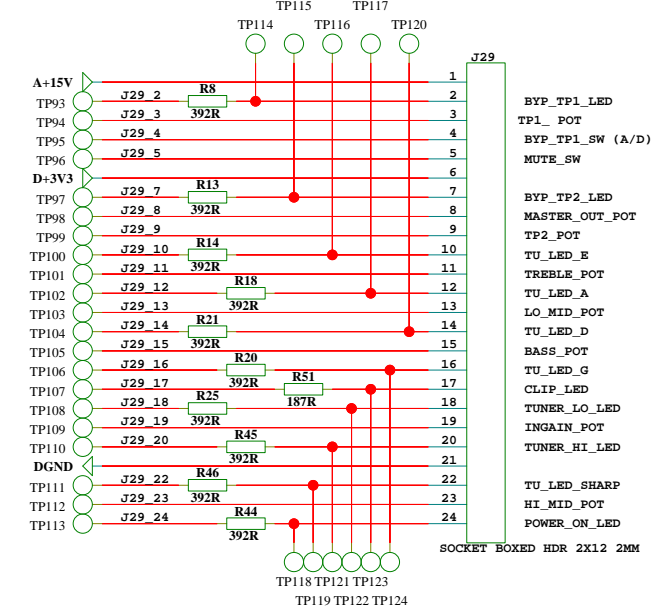 TP115 TP117
TP114 TP116 TP120
J29
A+15V 1
TP93 J29_2 R8 392R 2 BYP_TP1_LED
TP94 J29_3 3 TP1_ POT
TP95 J29_4 4 BYP_TP1_SW (A/D)
TP96 J29_5 5 MUTE_SW
D+3V3 6
TP97 J29_7 R13 392R 7 BYP_TP2_LED
TP98 J29_8 8 MASTER_OUT_POT
TP99 J29_9 9 TP2_POT
TP100 J29_10 R14 392R 10 TU_LED_E
TP101 J29_11 11 TREBLE_POT
TP102 J29_12 R18 392R 12 TU_LED_A
TP103 J29_13 13 LO_MID_POT
TP104 J29_14 R21 392R 14 TU_LED_D
TP105 J29_15 15 BASS_POT
TP106 J29_16 R20 392R 16 TU_LED_G
TP107 J29_17 R51 187R 17 CLIP_LED
TP108 J29_18 R25 392R 18 TUNER_LO_LED
TP109 J29_19 19 INGAIN_POT
TP110 J29_20 R45 392R 20 TUNER_HI_LED
DGND 21
TP111 J29_22 R46 392R 22 TU_LED_SHARP
TP112 J29_23 23 HI_MID_POT
TP113 J29_24 R44 392R 24 POWER_ON_LED
SOCKET BOXED HDR 2X12 2MM
TP118 TP121 TP123
TP119 TP122 TP124